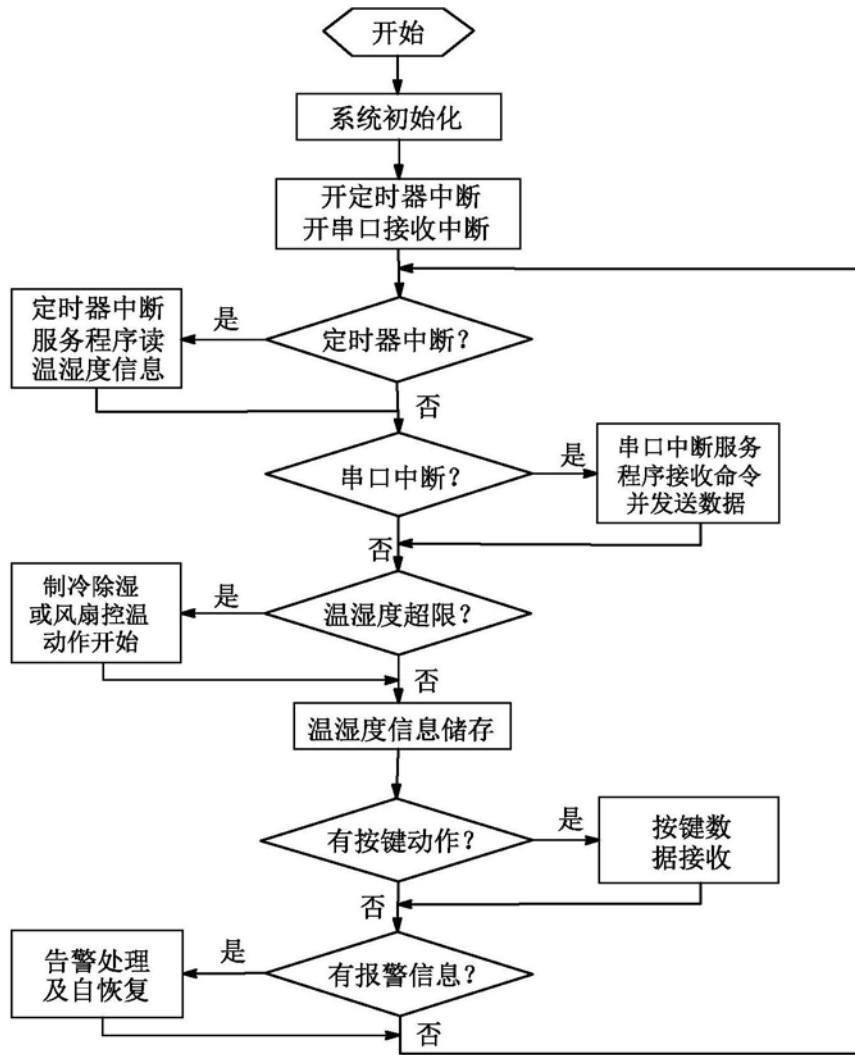 开始
系统初始化
开定时器中断
开串口接收中断
定时器中断
服务程序读
温湿度信息
是
定时器中断？
否
串口中断？
是
串口中断服务
程序接收命令
并发送数据
否
制冷除湿
或风扇控温
动作开始
是
温湿度超限？
否
温湿度信息储存
有按键动作？
是
按键数
据接收
否
告警处理
及自恢复
是
有报警信息？
否